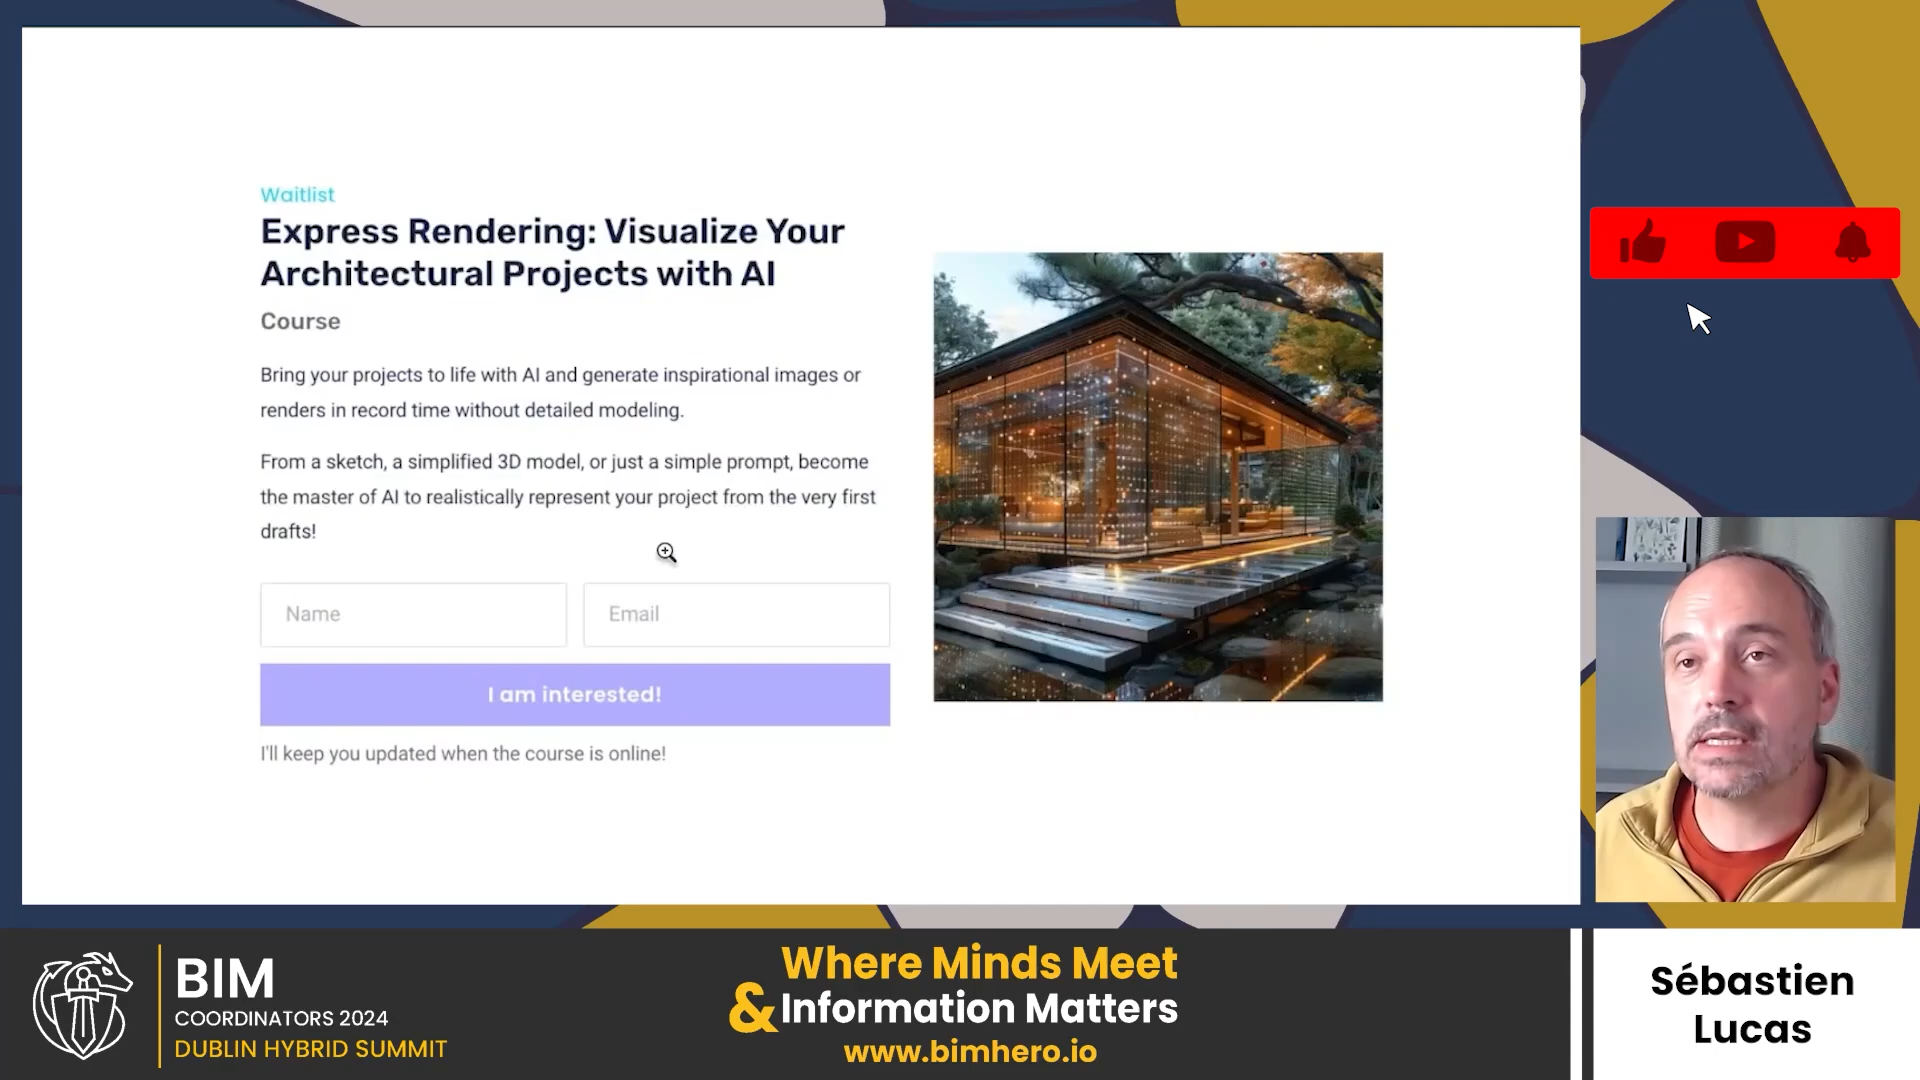 Waitlist
Express Rendering: Visualize Your
Architectural Projects with AI
Course
Bring your projects to life with AI and generate inspirational images or
renders in record time without detailed modeling.
From a sketch, a simplified 3D model, or just a simple prompt, become
the master of AI to realistically represent your project from the very first
drafts!
Name
Email
I am interested!
I'll keep you updated when the course is online!
BIM
COORDINATORS 2024
DUBLIN HYBRID SUMMIT
Where Minds Meet
& Information Matters
www.bimhero.io
Sébastien
Lucas